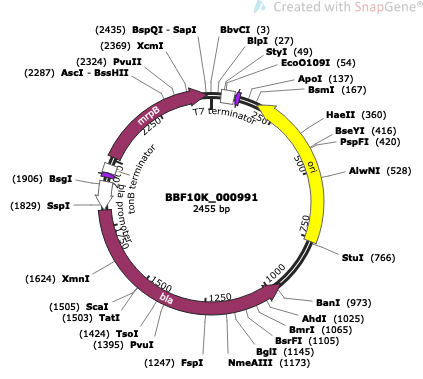 Created with SnapGene®
(2435) BspQI - SapI
(2369) XcmI
(2324) PvuII
(2287) AscI - BssHII
BbvCI (3)
BlpI (27)
StyI (49)
EcoO109I (54)
ApoI (137)
BsmI (167)
HaeII (360)
BseYI (416)
PspFI (420)
AlwNI (528)
StuI (766)
BanI (973)
AhdI (1025)
BmrI (1065)
BsrFI (1105)
BglI (1145)
NmeAIII (1173)
(1247) FspI
(1395) PvuI
(1424) TsoI
(1503) TatI
(1505) ScaI
(1624) XmnI
(1829) SspI
(1906) BsgI
T7 terminator
mrpB
tonB terminator
bla promoter
bla
ori
250
500
750
1000
1250
1500
1750
2250
BBF10K_000991
2455 bp